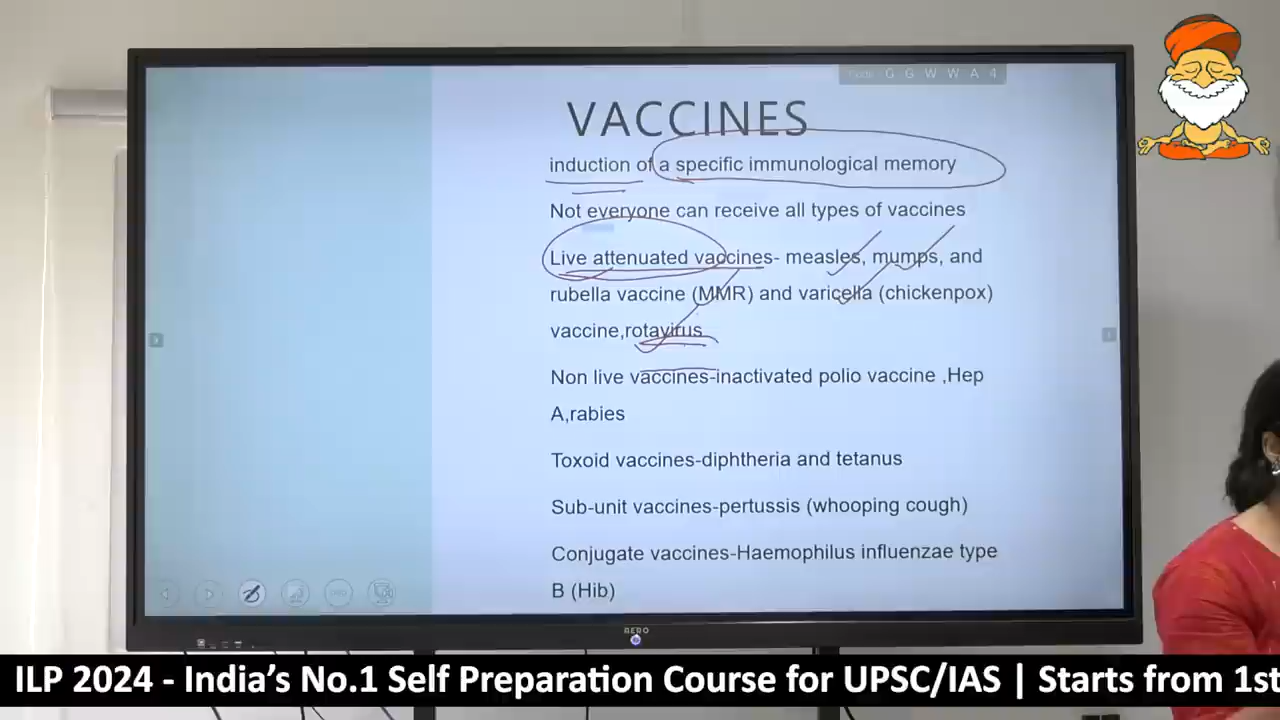 Code: G G W W A 4
VACCINES
induction of a specific immunological memory
Not everyone can receive all types of vaccines
Live attenuated vaccines- measles, mumps, and
rubella vaccine (MMR) and varicella (chickenpox)
vaccine,rotavirus
Non live vaccines-inactivated polio vaccine ,Hep
A,rabies
Toxoid vaccines-diphtheria and tetanus
Sub-unit vaccines-pertussis (whooping cough)
Conjugate vaccines-Haemophilus influenzae type
B (Hib)
ILP 2024 - India’s No.1 Self Preparation Course for UPSC/IAS | Starts from 1st